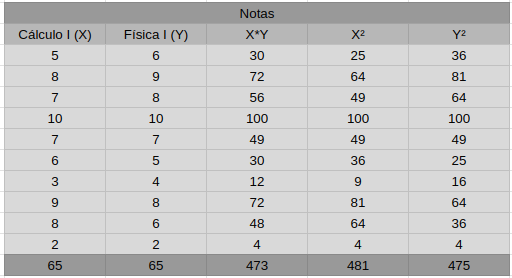 Notas
Cálculo I (X) Física I (Y) X*Y X² Y²
5 6 30 25 36
8 9 72 64 81
7 8 56 49 64
10 10 100 100 100
7 7 49 49 49
6 5 30 36 25
3 4 12 9 16
9 8 72 81 64
8 6 48 64 36
2 2 4 4 4
65 65 473 481 475